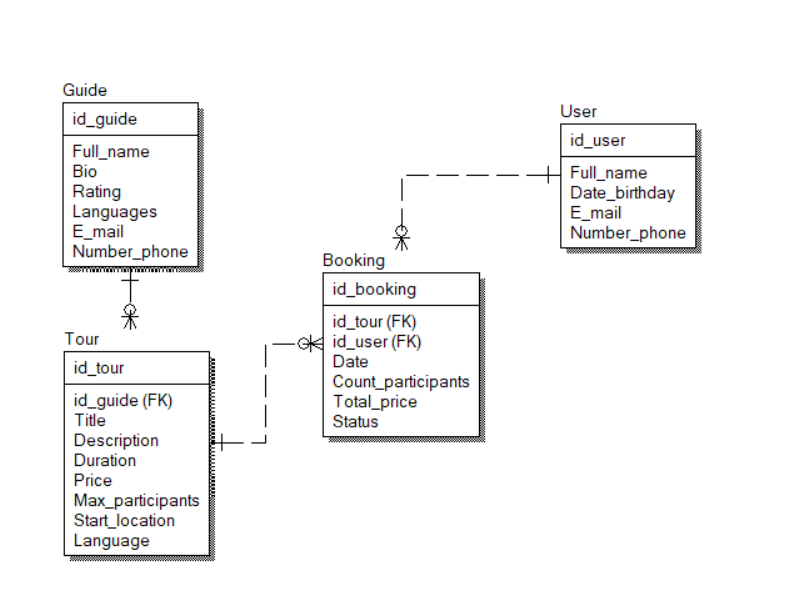 Guide
id_guide
Full_name
Bio
Rating
Languages
E_mail
Number_phone
User
id_user
Full_name
Date_birthday
E_mail
Number_phone
Booking
id_booking
id_tour (FK)
id_user (FK)
Date
Count_participants
Total_price
Status
Tour
id_tour
id_guide (FK)
Title
Description
Duration
Price
Max_participants
Start_location
Language